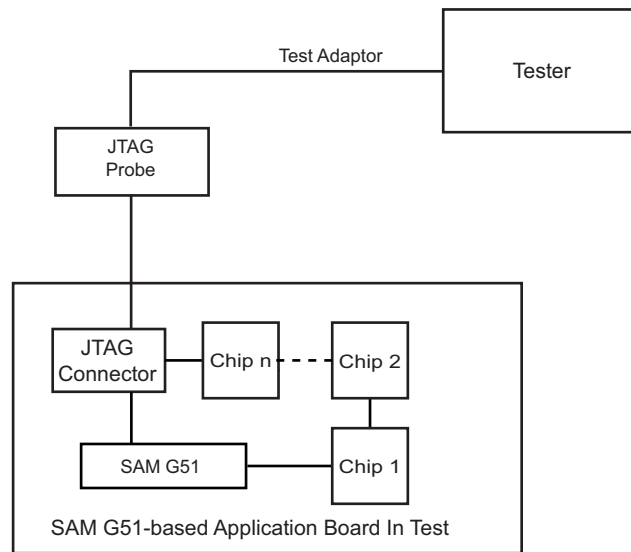 Test Adaptor
Tester
JTAG
Probe
JTAG
Connector
Chip n
Chip 2
SAM G51
Chip 1
SAM G51-based Application Board In Test